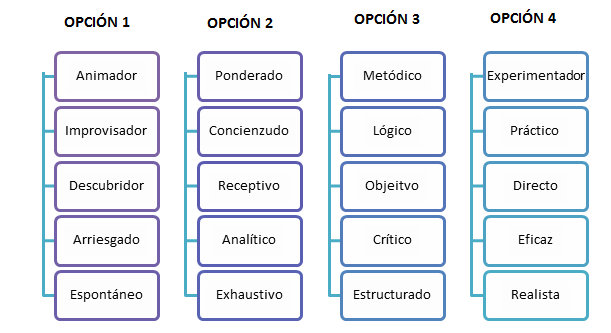 OPCIÓN 1
Animador
Improvisador
Descubridor
Arriesgado
Espontáneo
OPCIÓN 2
Ponderado
Concienzudo
Receptivo
Analítico
Exhaustivo
OPCIÓN 3
Metódico
Lógico
Objeitvo
Crítico
Estructurado
OPCIÓN 4
Experimentador
Práctico
Directo
Eficaz
Realista